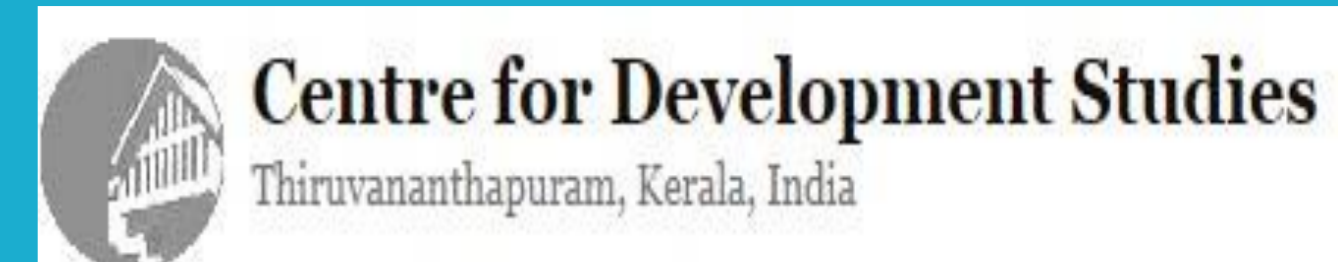 Centre for Development Studies
Thiruvananthapuram, Kerala, India